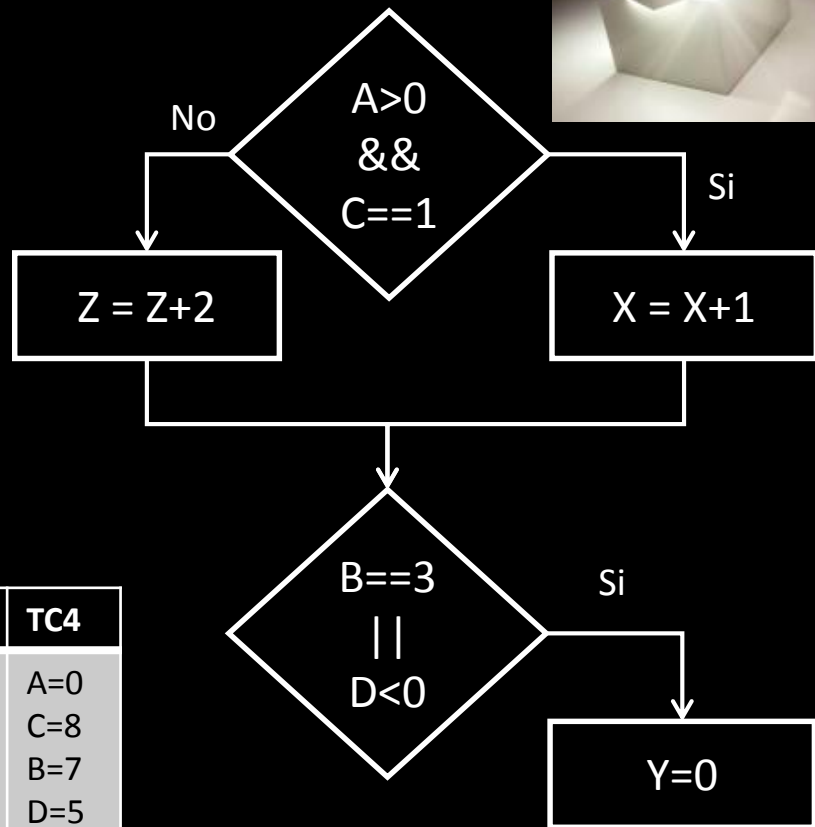 A>0
&&
C==1
No
Si
Z = Z+2
X = X+1
B==3
||
D<0
Si
Y=0
TC4
A=0
C=8
B=7
D=5